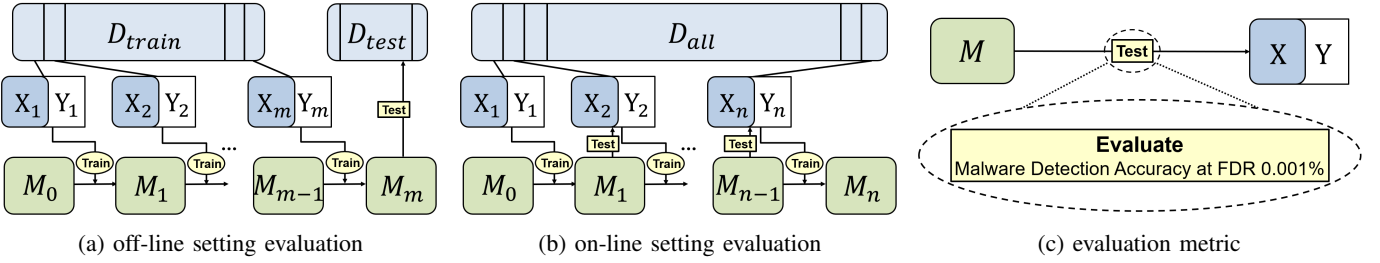 D_train
D_test
X_1 Y_1
X_2 Y_2
X_m Y_m
Test
Train
Train
...
Train
M_0
M_1
M_{m-1}
M_m
(a) off-line setting evaluation
D_all
X_1 Y_1
X_2 Y_2
X_n Y_n
Test
Test
Train
Train
...
Train
M_0
M_1
M_{n-1}
M_n
(b) on-line setting evaluation
M
Test
X Y
Evaluate
Malware Detection Accuracy at FDR 0.001%
(c) evaluation metric